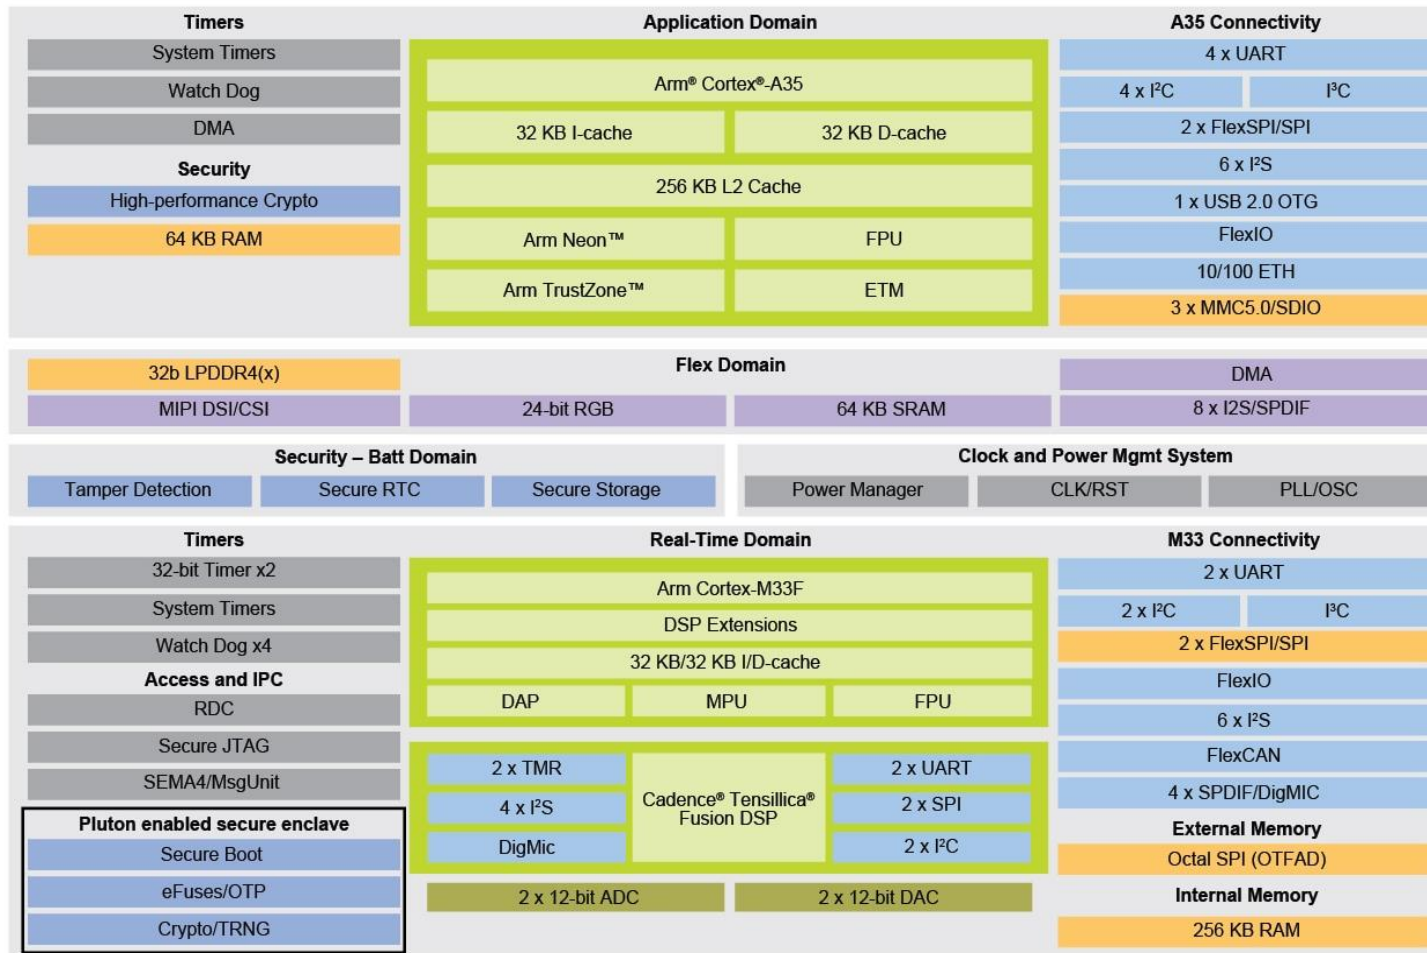 Timers
System Timers
Watch Dog
DMA
Security
High-performance Crypto
64 KB RAM
Application Domain
Arm® Cortex®-A35
32 KB I-cache
32 KB D-cache
256 KB L2 Cache
Arm Neon™
FPU
Arm TrustZone™
ETM
A35 Connectivity
4 x UART
4 x I²C
I³C
2 x FlexSPI/SPI
6 x I²S
1 x USB 2.0 OTG
FlexIO
10/100 ETH
3 x MMC5.0/SDIO
Flex Domain
32b LPDDR4(x)
DMA
MIPI DSI/CSI
24-bit RGB
64 KB SRAM
8 x I2S/SPDIF
Security – Batt Domain
Tamper Detection
Secure RTC
Secure Storage
Clock and Power Mgmt System
Power Manager
CLK/RST
PLL/OSC
Timers
32-bit Timer x2
System Timers
Watch Dog x4
Access and IPC
RDC
Secure JTAG
SEMA4/MsgUnit
Pluton enabled secure enclave
Secure Boot
eFuses/OTP
Crypto/TRNG
Real-Time Domain
Arm Cortex-M33F
DSP Extensions
32 KB/32 KB I/D-cache
DAP
MPU
FPU
2 x TMR
4 x I²S
DigMic
Cadence® Tensillica®
Fusion DSP
2 x UART
2 x SPI
2 x I²C
2 x 12-bit ADC
2 x 12-bit DAC
M33 Connectivity
2 x UART
2 x I²C
I³C
2 x FlexSPI/SPI
FlexIO
6 x I²S
FlexCAN
4 x SPDIF/DigMIC
External Memory
Octal SPI (OTFAD)
Internal Memory
256 KB RAM